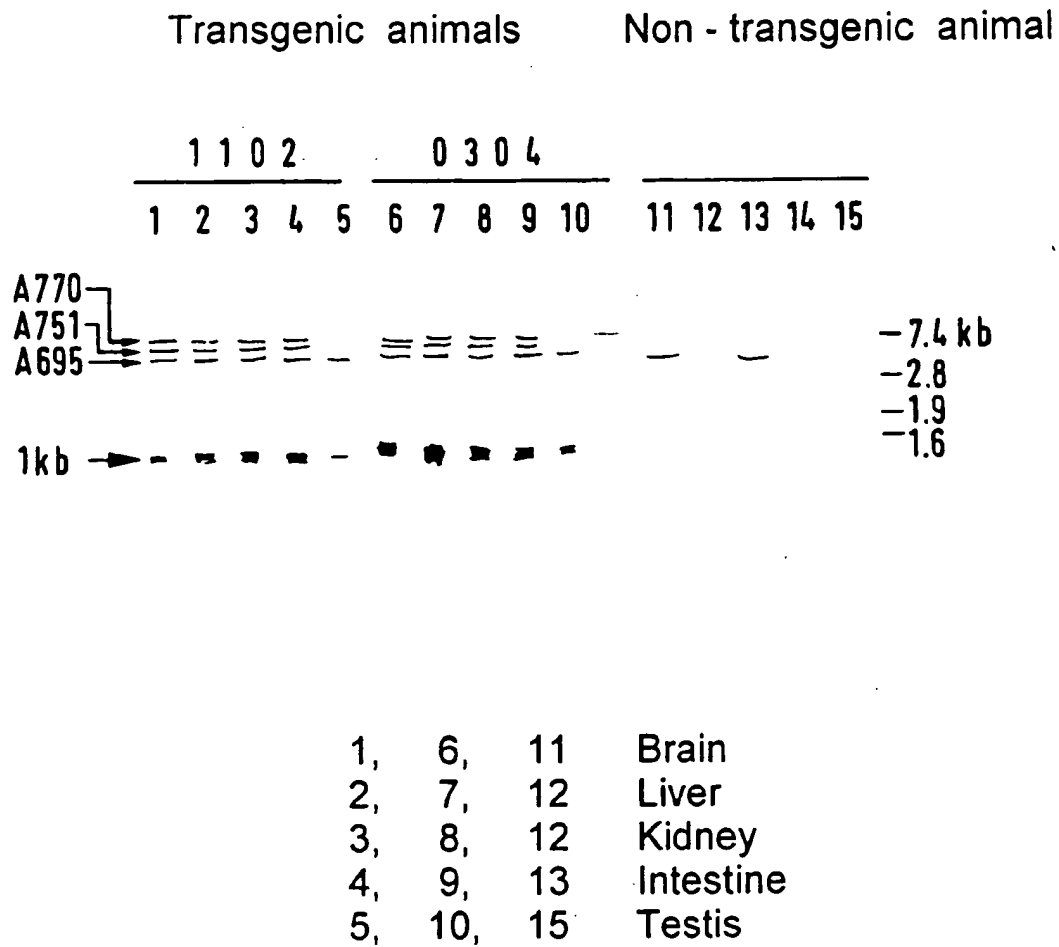 Transgenic animals Non - transgenic animal
1 1 0 2 0 3 0 4
1 2 3 4 5 6 7 8 9 10 11 12 13 14 15
A770
A751
A695
-7.4 kb
-2.8
-1.9
-1.6
1kb
1, 6, 11 Brain
2, 7, 12 Liver
3, 8, 12 Kidney
4, 9, 13 Intestine
5, 10, 15 Testis